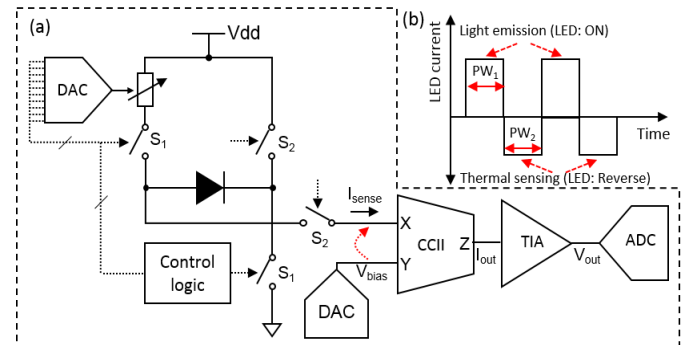 (a)
Vdd
DAC
S1
S2
Isense
S2
X
Y
Z
CCII
Control
logic
S1
Vbias
DAC
Iout
TIA
Vout
ADC
(b)
LED current
Light emission (LED: ON)
PW1
PW2
Time
Thermal sensing (LED: Reverse)